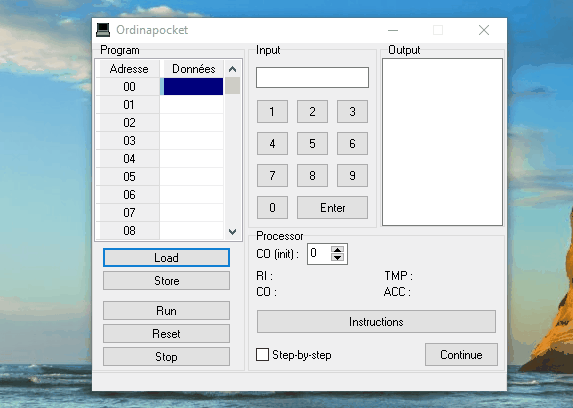 Ordinapocket
Program
Adresse Données
00
01
02
03
04
05
06
07
08
Load
Store
Run
Reset
Stop
Input
1 2 3
4 5 6
7 8 9
0 Enter
Output
Processor
CO (init) : 0
RI : TMP :
CO : ACC :
Instructions
Step-by-step Continue